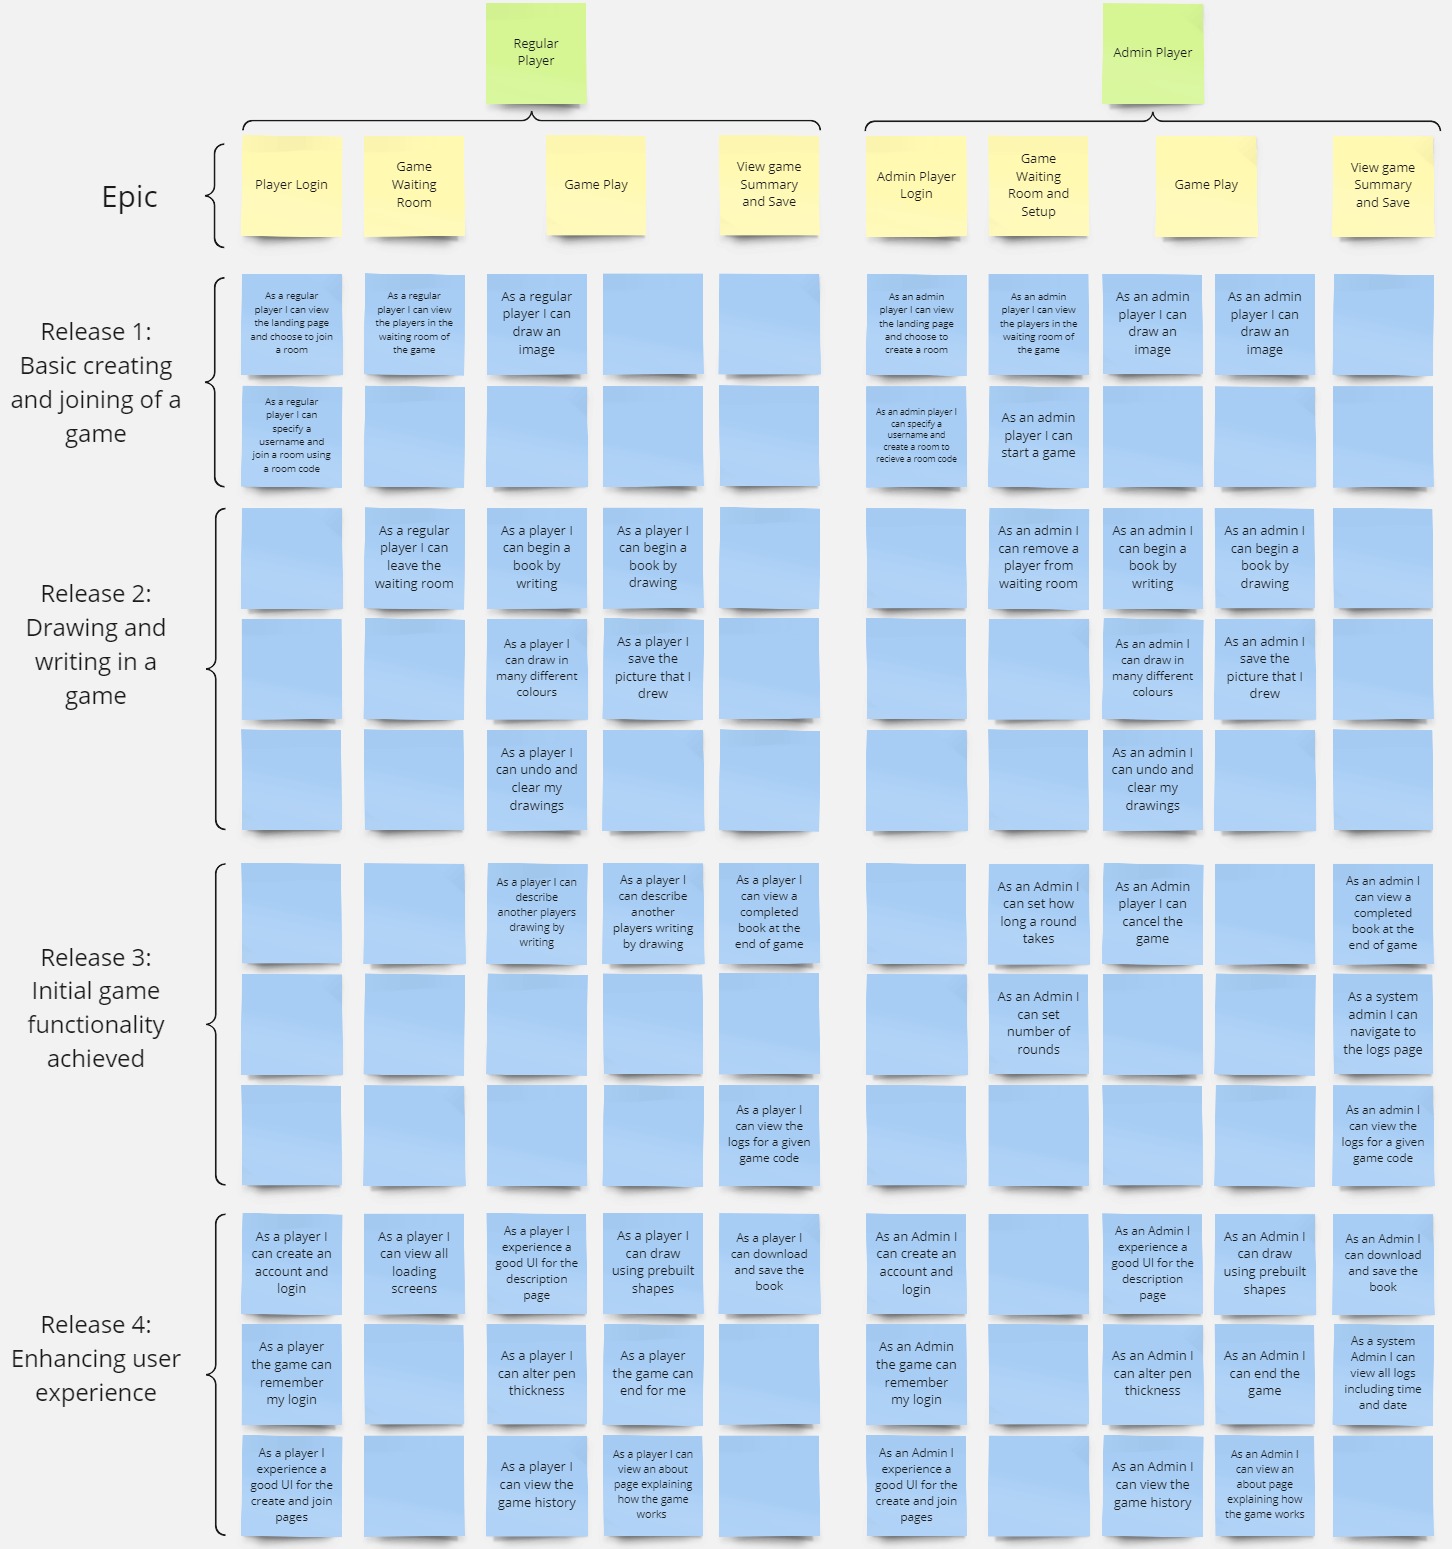 Regular
Player
Admin Player
Epic
Player Login
Game
Waiting
Room
Game Play
View game
Summary
and Save
Admin Player
Login
Game
Waiting
Room and
Setup
Game Play
View game
Summary
and Save
Release 1:
Basic creating
and joining of a
game
As a regular
player I can view
the landing page
and choose to join
a room
As a regular
player I can view
the players in the
waiting room of
the game
As a regular
player I can
draw an
image
As an admin
player I can view
the landing page
and choose to
create a room
As an admin
player I can view
the players in the
waiting room of
the game
As an admin
player I can
draw an
image
As an admin
player I can
draw an
image
As a regular
player I can
specify a
username and
join a room using
a room code
As an admin player I
can specify a
username and
create a room to
recieve a room code
As an admin
player I can
start a game
Release 2:
Drawing and
writing in a
game
As a regular
player I can
leave the
waiting room
As a player I
can begin a
book by
writing
As a player I
can begin a
book by
drawing
As an admin I
can remove a
player from
waiting room
As an admin I
can begin a
book by
writing
As an admin I
can begin a
book by
drawing
As a player I
can draw in
many different
colours
As a player I
save the
picture that I
drew
As an admin I
can draw in
many different
colours
As an admin I
save the
picture that I
drew
As a player I
can undo and
clear my
drawings
As an admin I
can undo and
clear my
drawings
Release 3:
Initial game
functionality
achieved
As a player I can
describe
another players
drawing by
writing
As a player I
can describe
another
players writing
by drawing
As a player I
can view a
completed
book at the
end of game
As an Admin I
can set how
long a round
takes
As an Admin
player I can
cancel the
game
As an admin I
can view a
completed
book at the
end of game
As an Admin I
can set
number of
rounds
As a system
admin I can
navigate to
the logs page
As a player I
can view the
logs for a given
game code
As an admin I
can view the
logs for a given
game code
Release 4:
Enhancing user
experience
As a player I
can create an
account and
login
As a player I
can view all
loading
screens
As a player I
experience a
good UI for the
description
page
As a player I
can draw
using prebuilt
shapes
As a player I
can download
and save the
book
As an Admin I
can create an
account and
login
As an Admin I
experience a
good UI for the
description
page
As an Admin I
can draw
using prebuilt
shapes
As an Admin I
can download
and save the
book
As a player
the game can
remember
my login
As a player I
can alter pen
thickness
As a player
the game can
end for me
As an Admin
the game can
remember
my login
As an Admin I
can alter pen
thickness
As an Admin I
can end the
game
As a system
Admin I can
view all logs
including time
and date
As a player I
experience a
good UI for the
create and join
pages
As a player I
can view the
game history
As a player I can
view an about
page explaining
how the game
works
As an Admin I
experience a
good UI for the
create and join
pages
As an Admin I
can view the
game history
As an Admin I
can view an
about page
explaining how
the game works